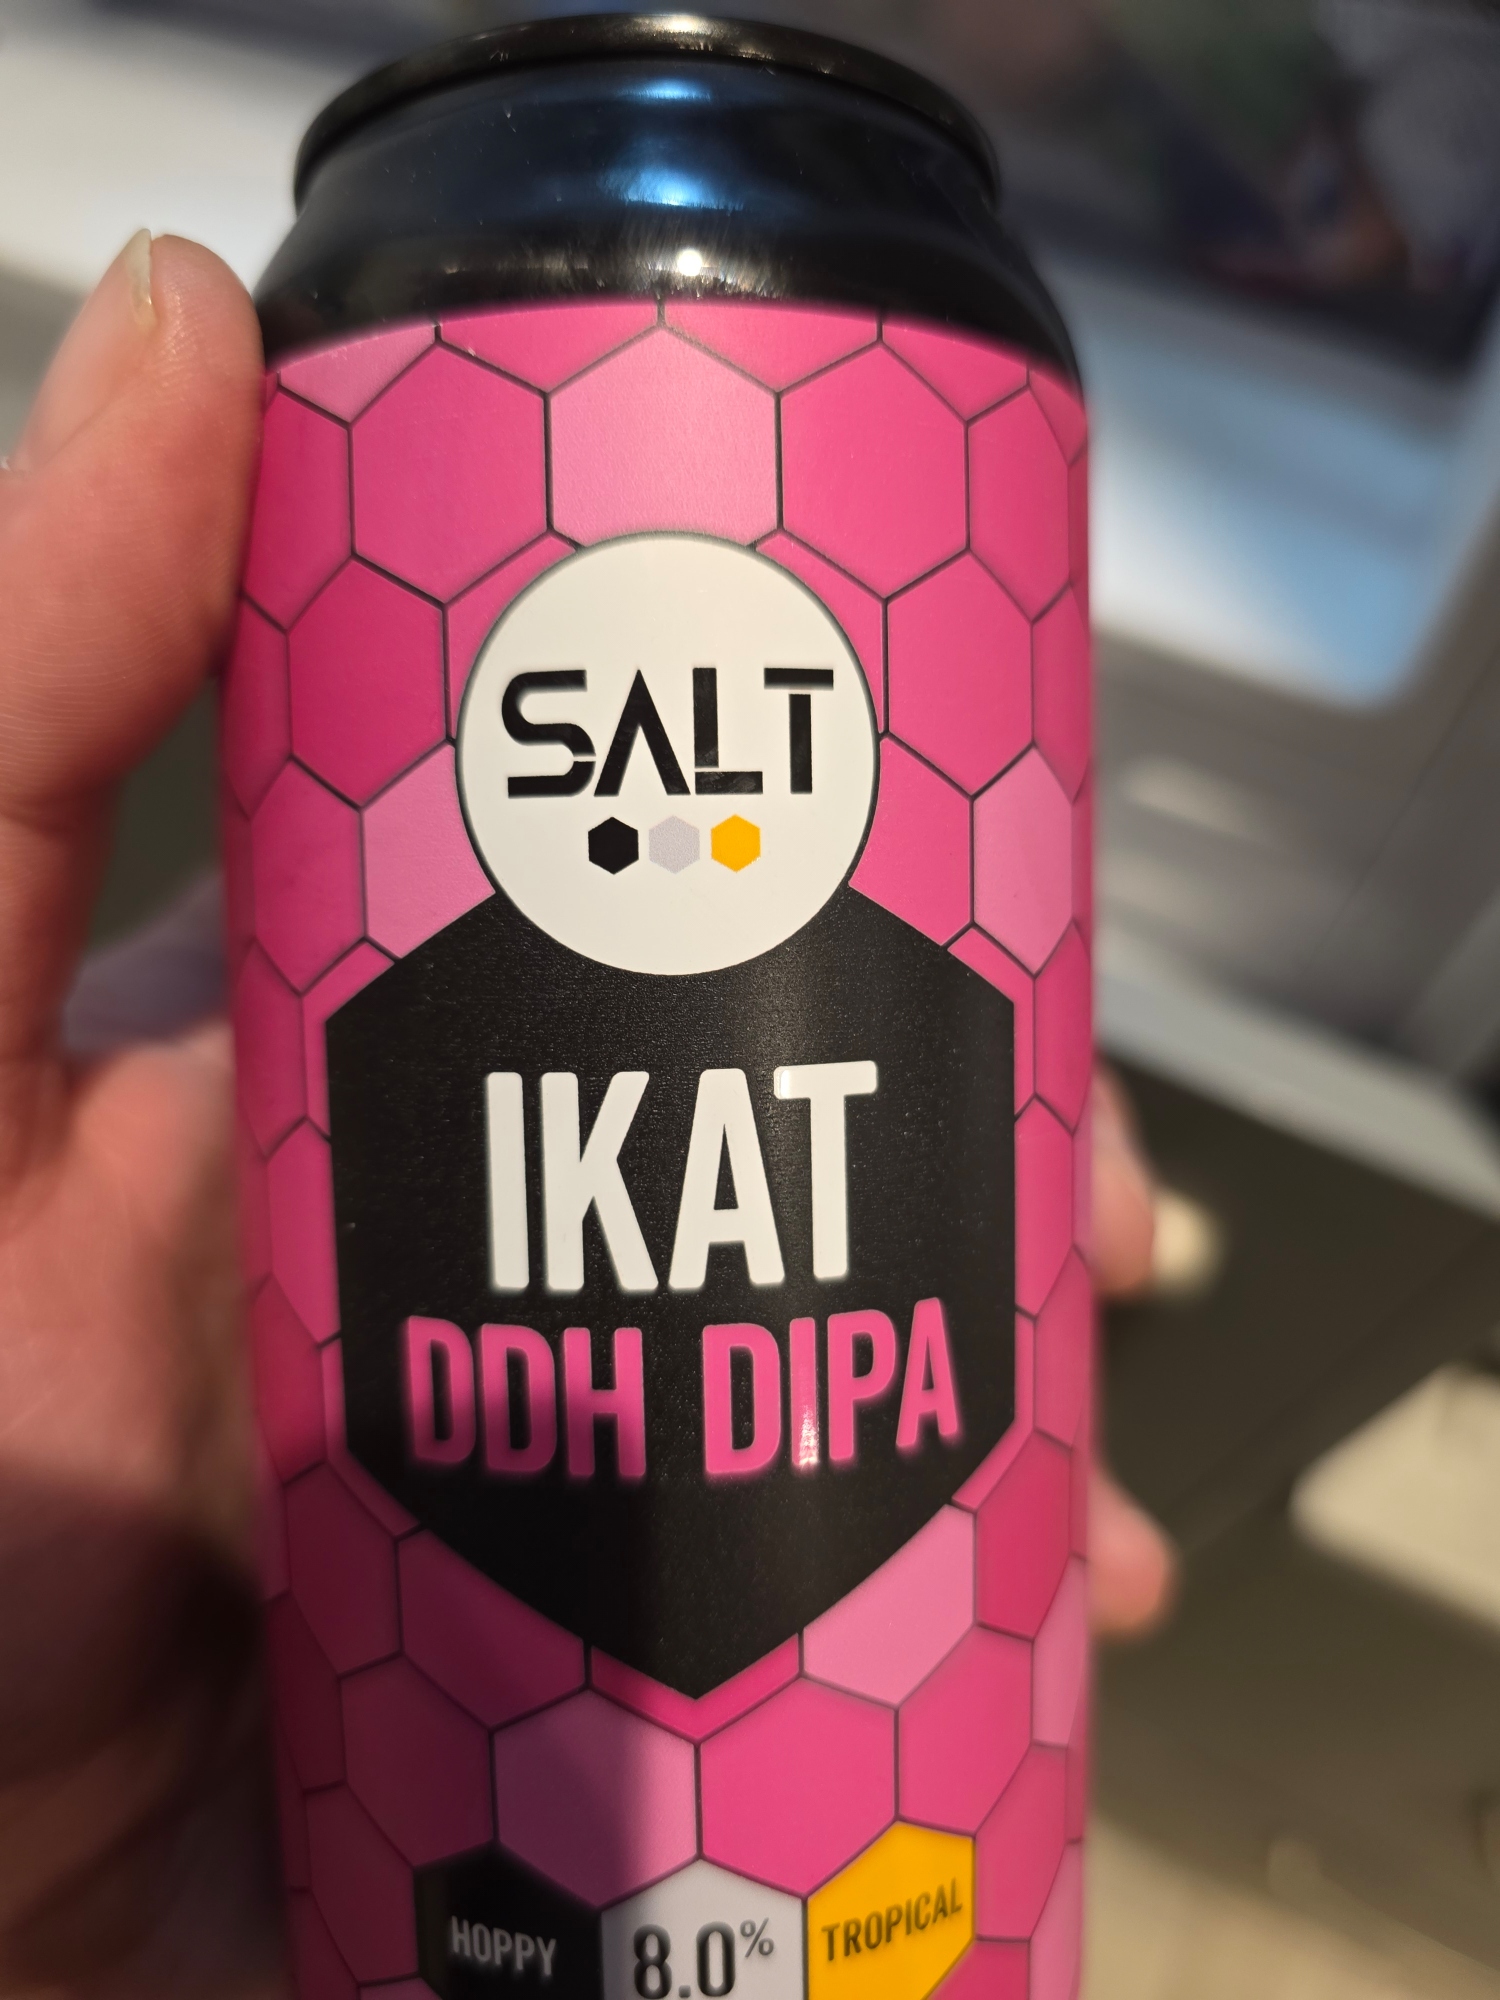 SALT
IKAT
DDH DIPA
HOPPY
8.0%
TROPICAL